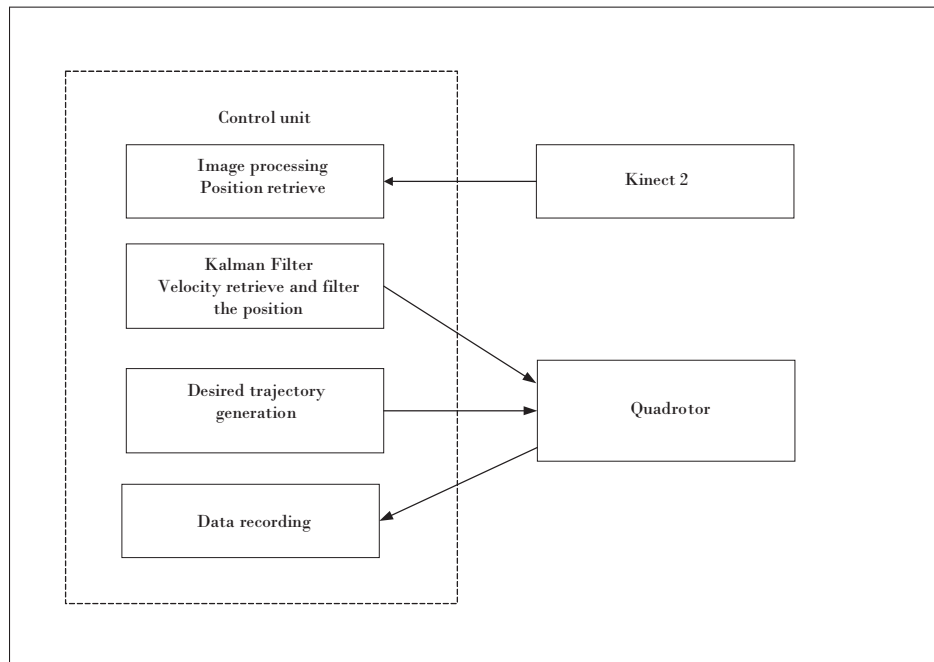 Control unit
Image processing
Position retrieve
Kinect 2
Kalman Filter
Velocity retrieve and filter
the position
Desired trajectory
generation
Quadrotor
Data recording